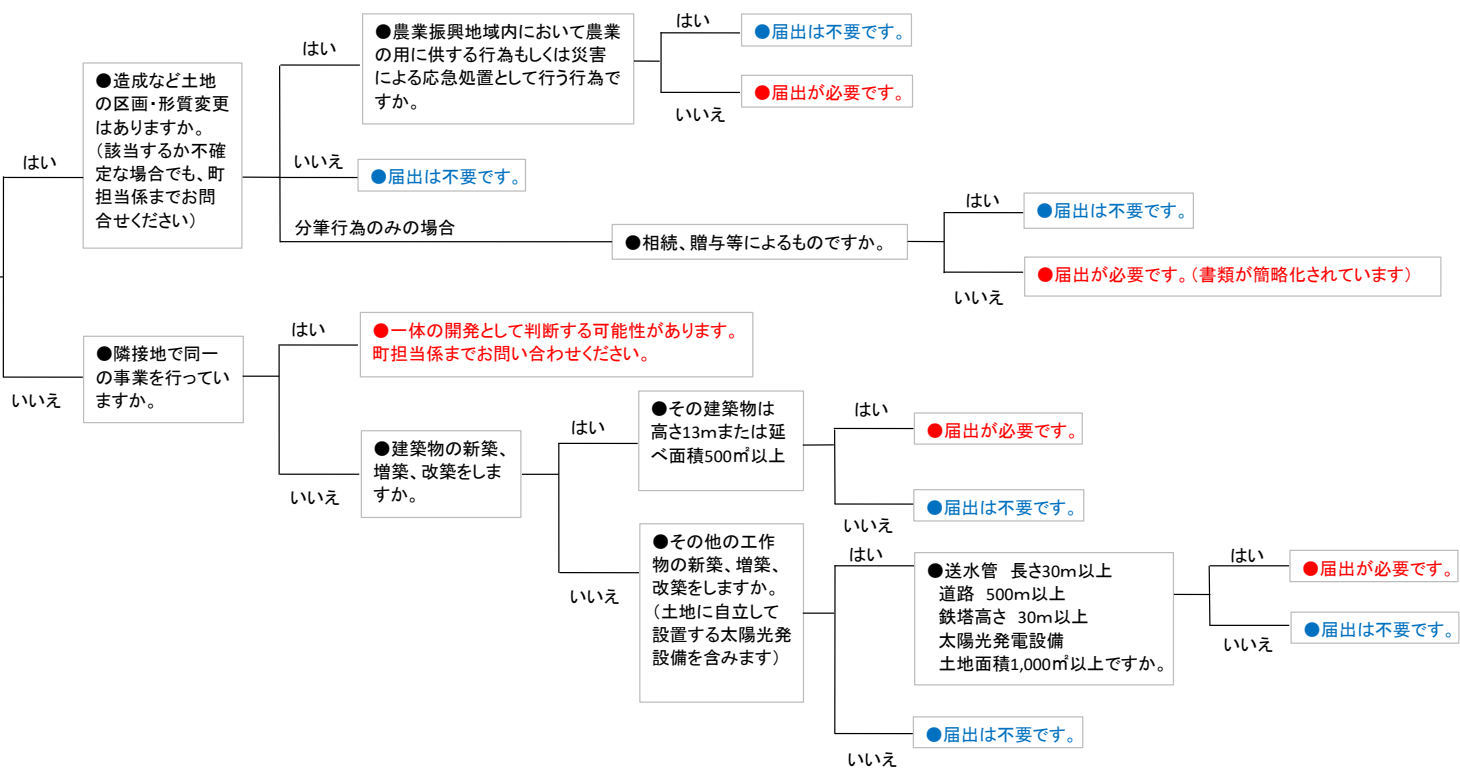 はい
●造成など土地
の区画・形質変更
はありますか。
（該当するか不確
定な場合でも、町
担当係までお問
合せください）
はい
●農業振興地域内において農業
の用に供する行為もしくは災害
による応急処置として行う行為で
すか。
はい
●届出は不要です。
●届出が必要です。
いいえ
いいえ
●届出は不要です。
分筆行為のみの場合
●相続、贈与等によるものですか。
はい
●届出は不要です。
●届出が必要です。（書類が簡略化されています）
いいえ
いいえ
●隣接地で同一
の事業を行ってい
ますか。
はい
●一体の開発として判断する可能性があります。
町担当係までお問い合わせください。
いいえ
●建築物の新築、
増築、改築をしま
すか。
はい
●その建築物は
高さ13mまたは延
べ面積500㎡以上
はい
●届出が必要です。
●届出は不要です。
いいえ
いいえ
●その他の工作
物の新築、増築、
改築をしますか。
（土地に自立して
設置する太陽光発
設備を含みます）
はい
●送水管　長さ30m以上
道路　500m以上
鉄塔高さ　30m以上
太陽光発電設備
土地面積1,000㎡以上ですか。
はい
●届出が必要です。
●届出は不要です。
いいえ
●届出は不要です。
いいえ